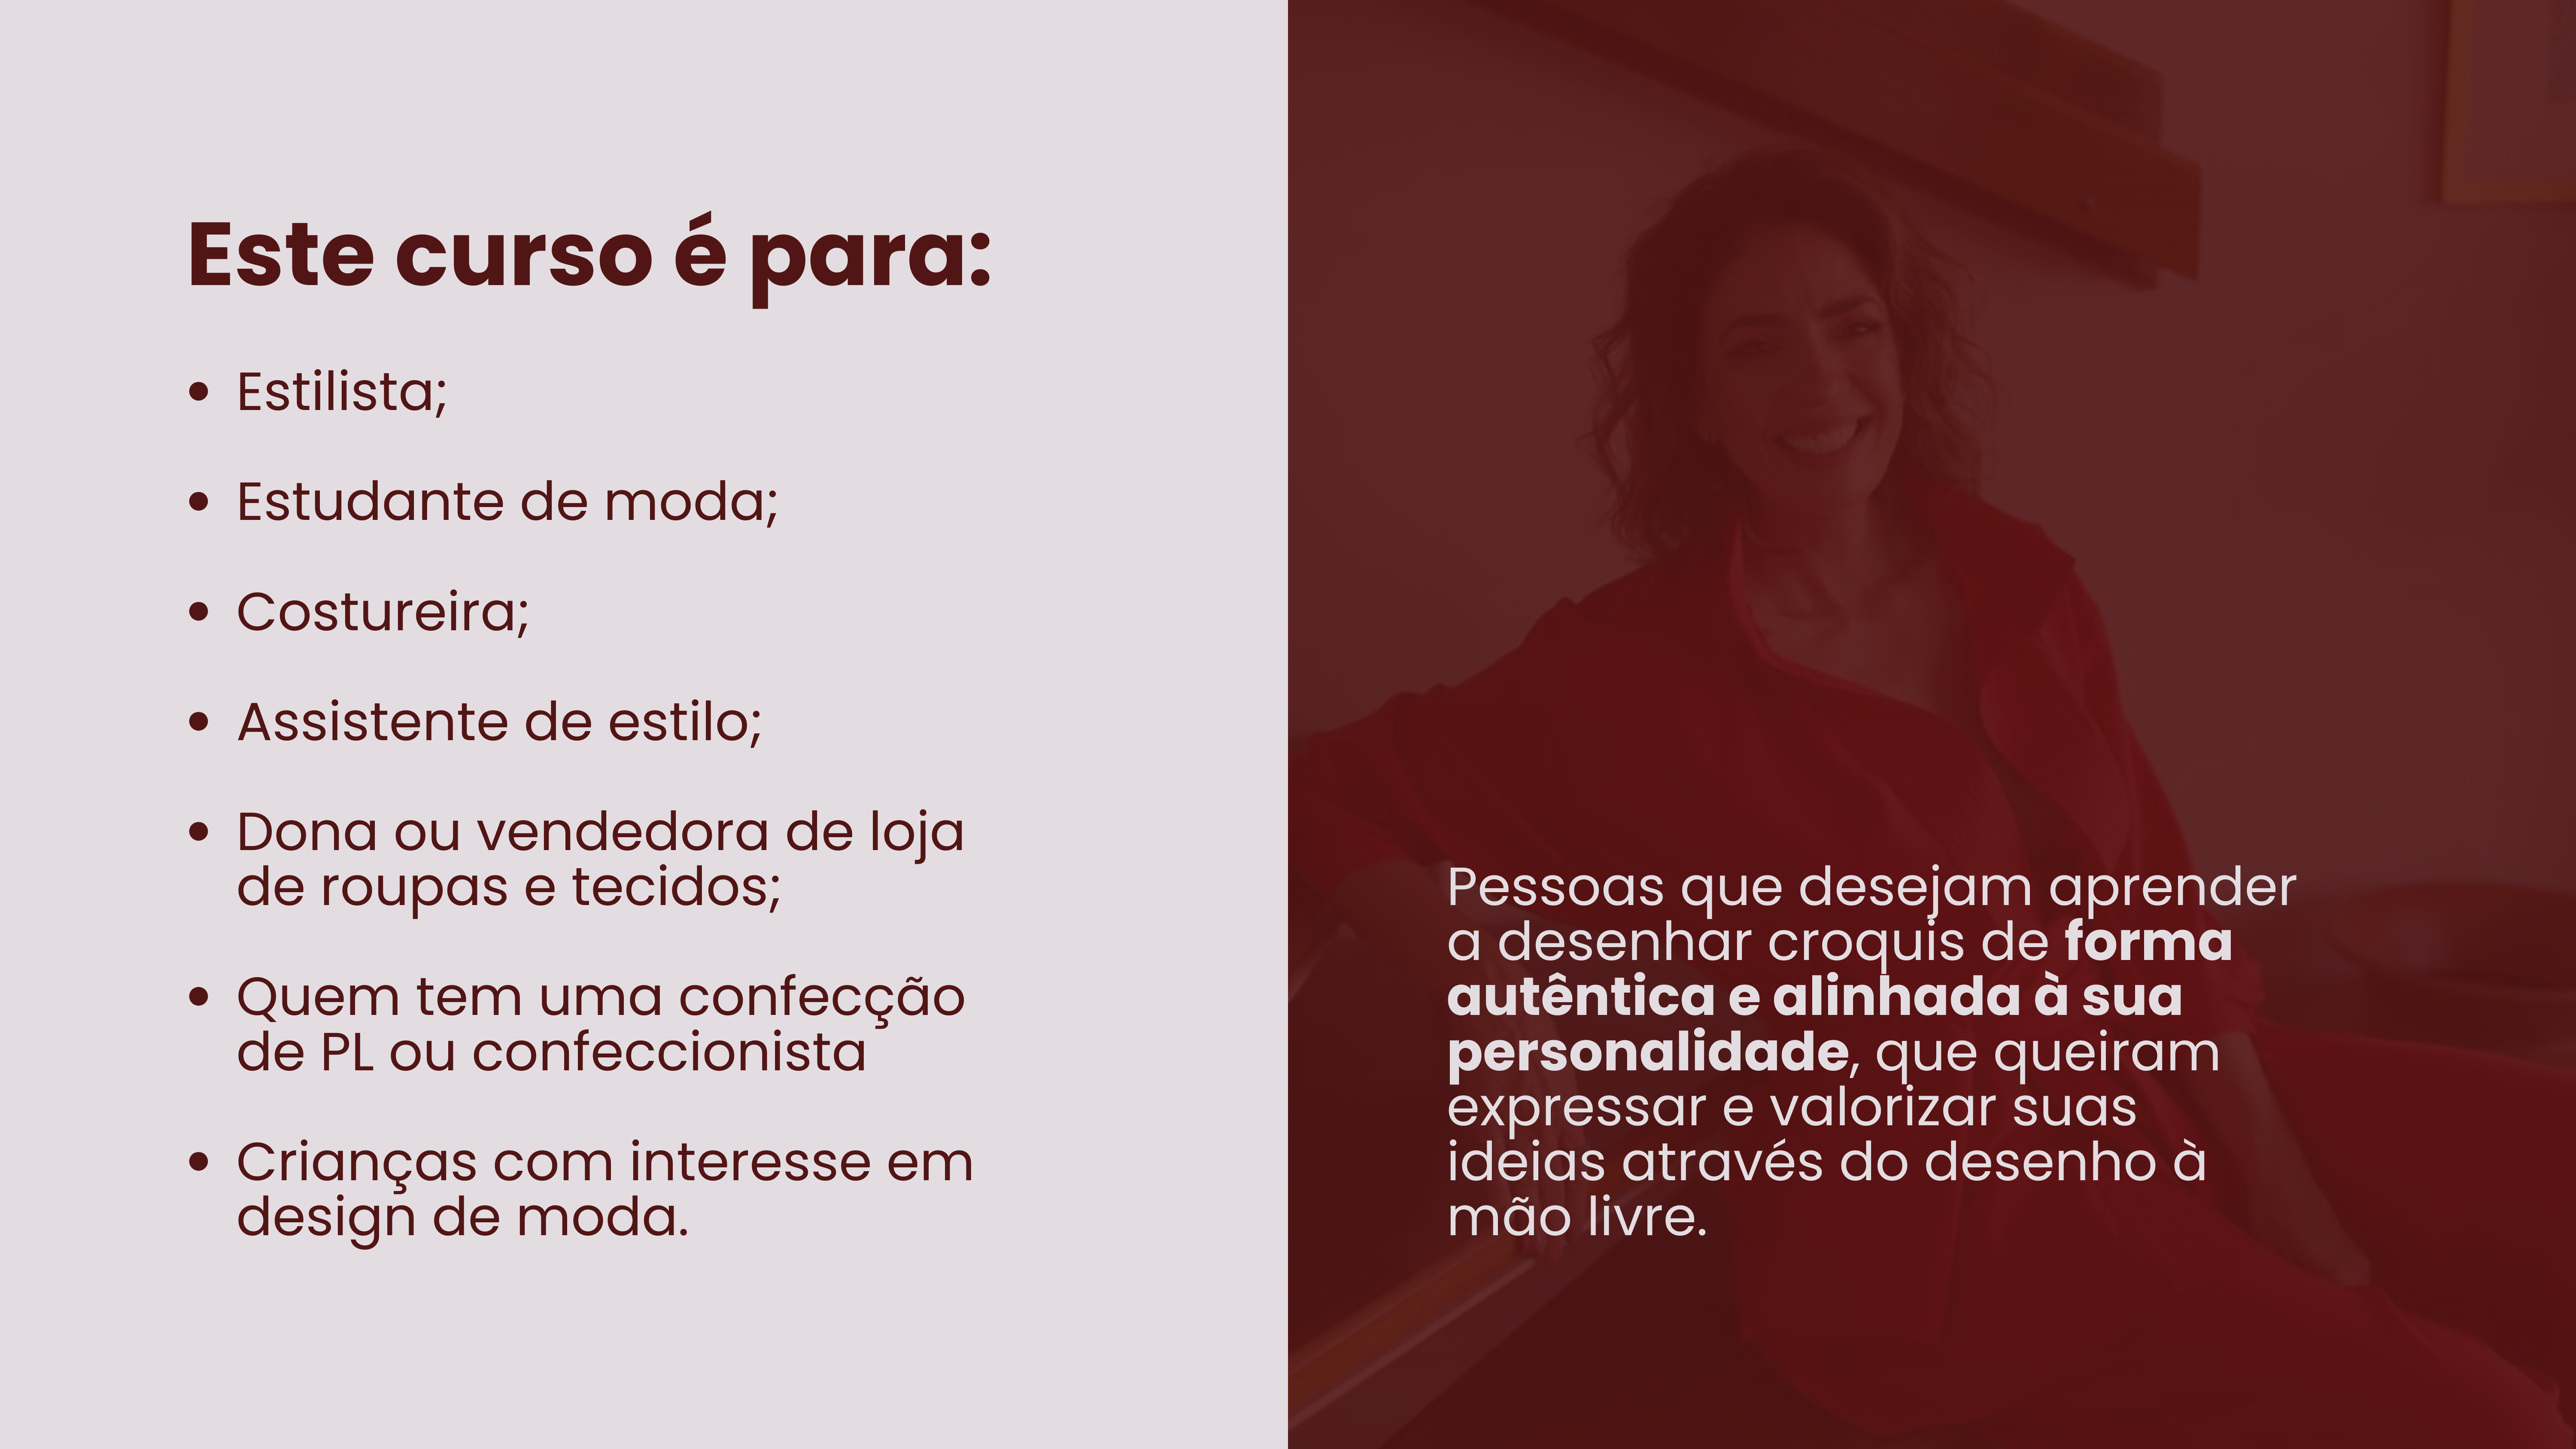 Este curso é para:
• Estilista;
• Estudante de moda;
• Costureira;
• Assistente de estilo;
• Dona ou vendedora de loja
de roupas e tecidos;
• Quem tem uma confecção
de PL ou confeccionista
• Crianças com interesse em
design de moda.
Pessoas que desejam aprender
a desenhar croquis de forma
autêntica e alinhada à sua
personalidade, que queiram
expressar e valorizar suas
ideias através do desenho à
mão livre.